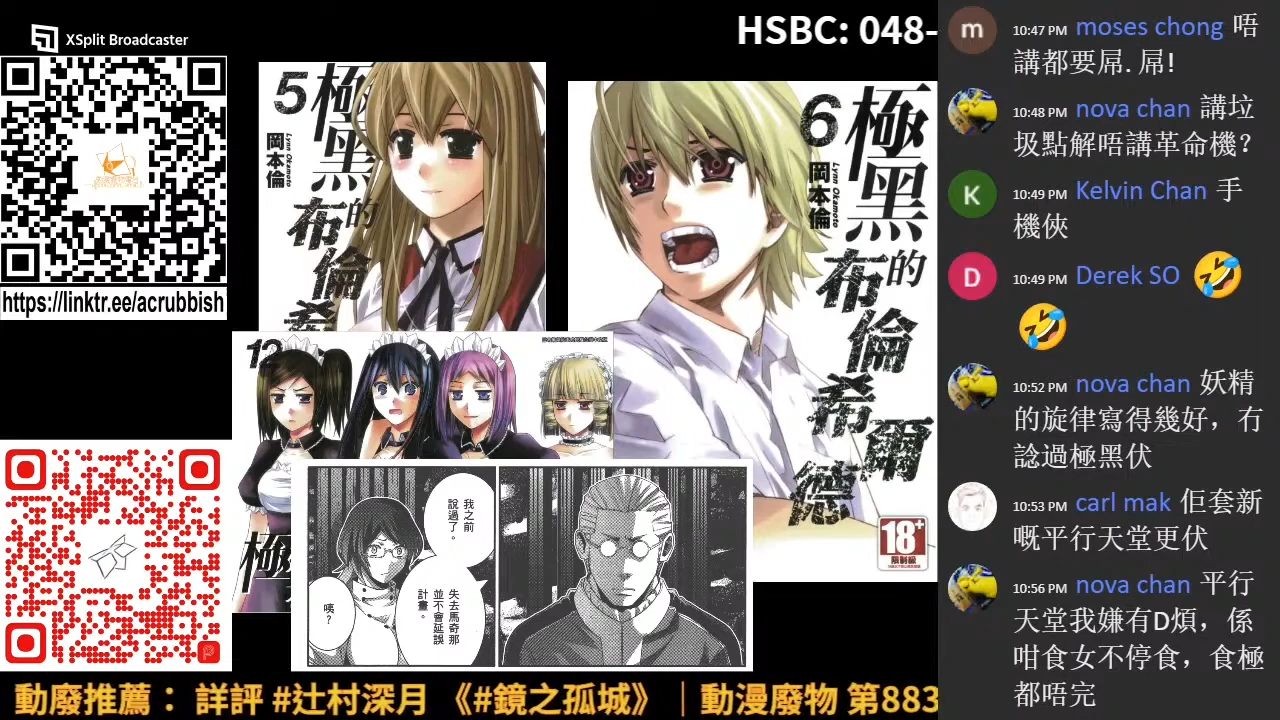 XSplit Broadcaster
HSBC: 048-
https://linktr.ee/acrubbish
5
極黑的布倫希
Lynn Okamoto
岡本倫
6
極黑的布倫希爾德
Lynn Okamoto
岡本倫
18+
限制級
我之前
說過了。
失去馬奇那
並不會延誤
計畫。
咦?
動廢推薦： 詳評 #辻村深月 《#鏡之孤城》 ｜動漫廢物 第883
m
10:47 PM moses chong 唔
講都要屌. 屌!
10:48 PM nova chan 講垃
圾點解唔講革命機?
K
10:49 PM Kelvin Chan 手
機俠
D
10:49 PM Derek SO 🤣
🤣
10:52 PM nova chan 妖精
的旋律寫得幾好，冇
諗過極黑伏
10:53 PM carl mak 佢套新
嘅平行天堂更伏
10:56 PM nova chan 平行
天堂我嫌有D煩，係
咁食女不停食，食極
都唔完